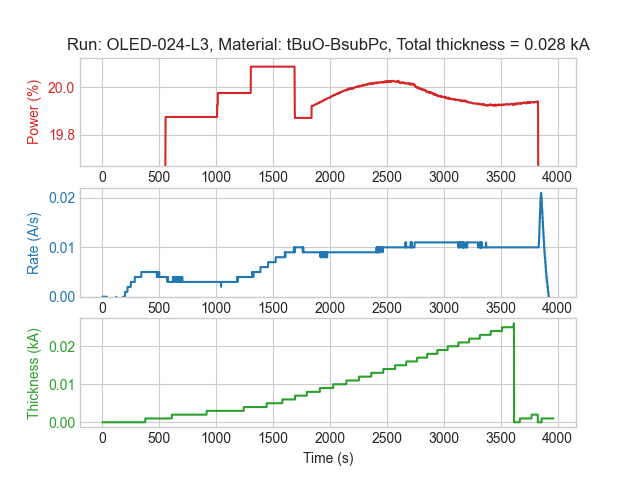 Run: OLED-024-L3, Material: tBuO-BsubPc, Total thickness = 0.028 kA
Power (%)
20.0
19.8
0 500 1000 1500 2000 2500 3000 3500 4000
Rate (A/s)
0.02
0.01
0.00
0 500 1000 1500 2000 2500 3000 3500 4000
Thickness (kA)
0.02
0.01
0.00
0 500 1000 1500 2000 2500 3000 3500 4000
Time (s)